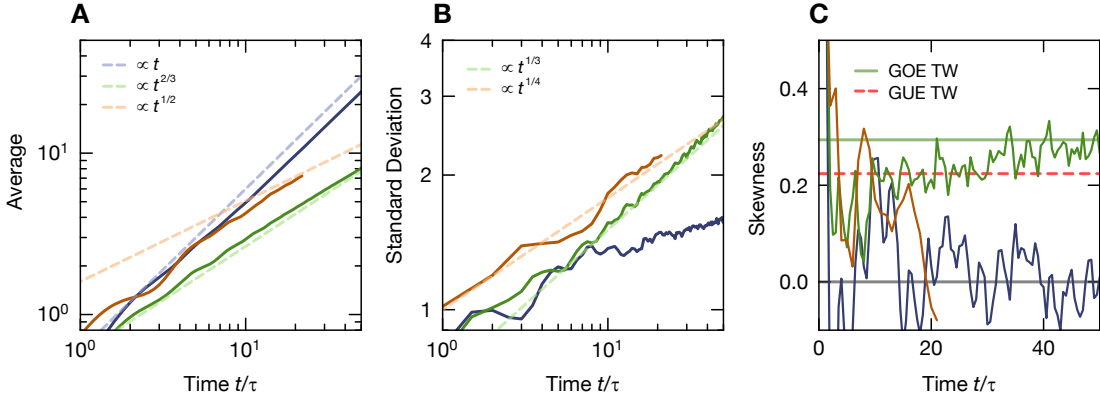 A
∝ t
∝ t^2/3
∝ t^1/2
Average
10^1
10^0
10^0
10^1
Time t/τ
B
∝ t^1/3
∝ t^1/4
Standard Deviation
4
3
2
1
10^0
10^1
Time t/τ
C
GOE TW
GUE TW
Skewness
0.4
0.2
0.0
0
20
40
Time t/τ